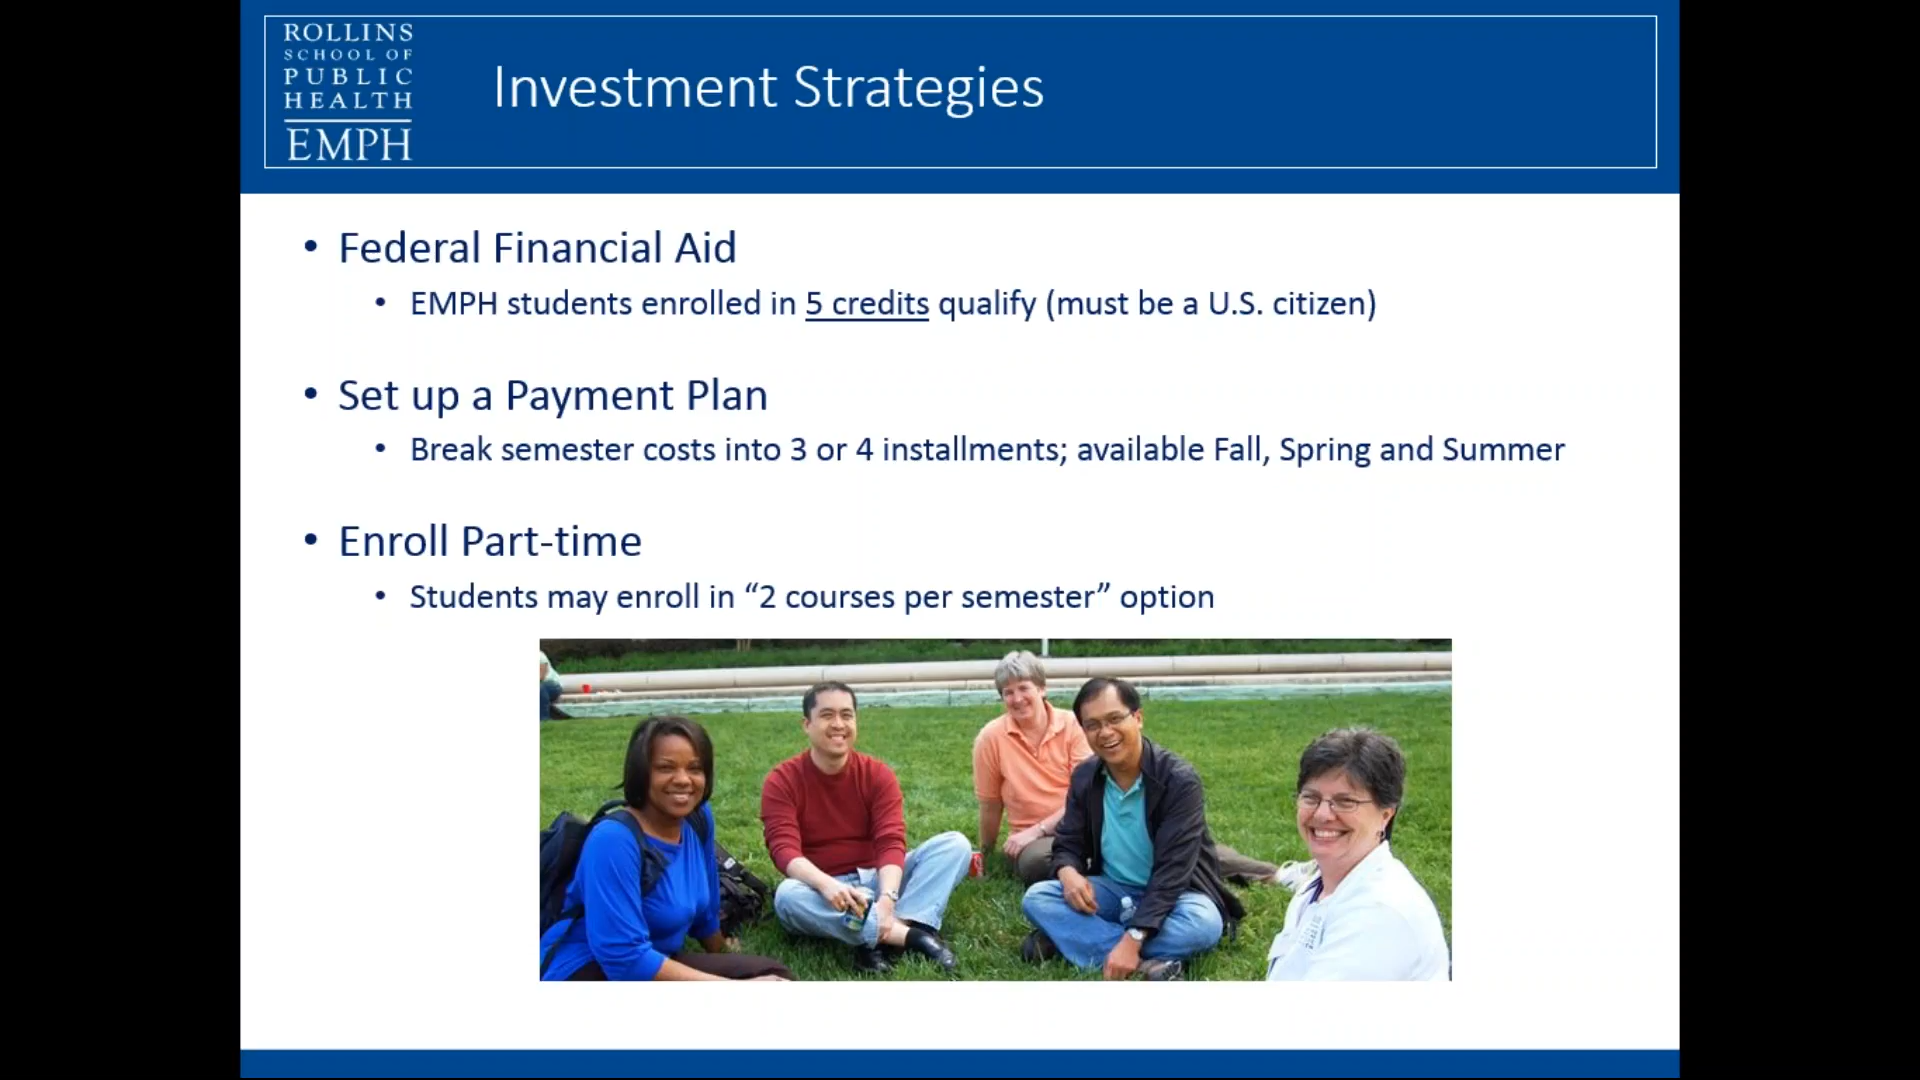 ROLLINS
SCHOOL OF
PUBLIC
HEALTH
EMPH
Investment Strategies
• Federal Financial Aid
• EMPH students enrolled in 5 credits qualify (must be a U.S. citizen)
• Set up a Payment Plan
• Break semester costs into 3 or 4 installments; available Fall, Spring and Summer
• Enroll Part-time
• Students may enroll in “2 courses per semester” option